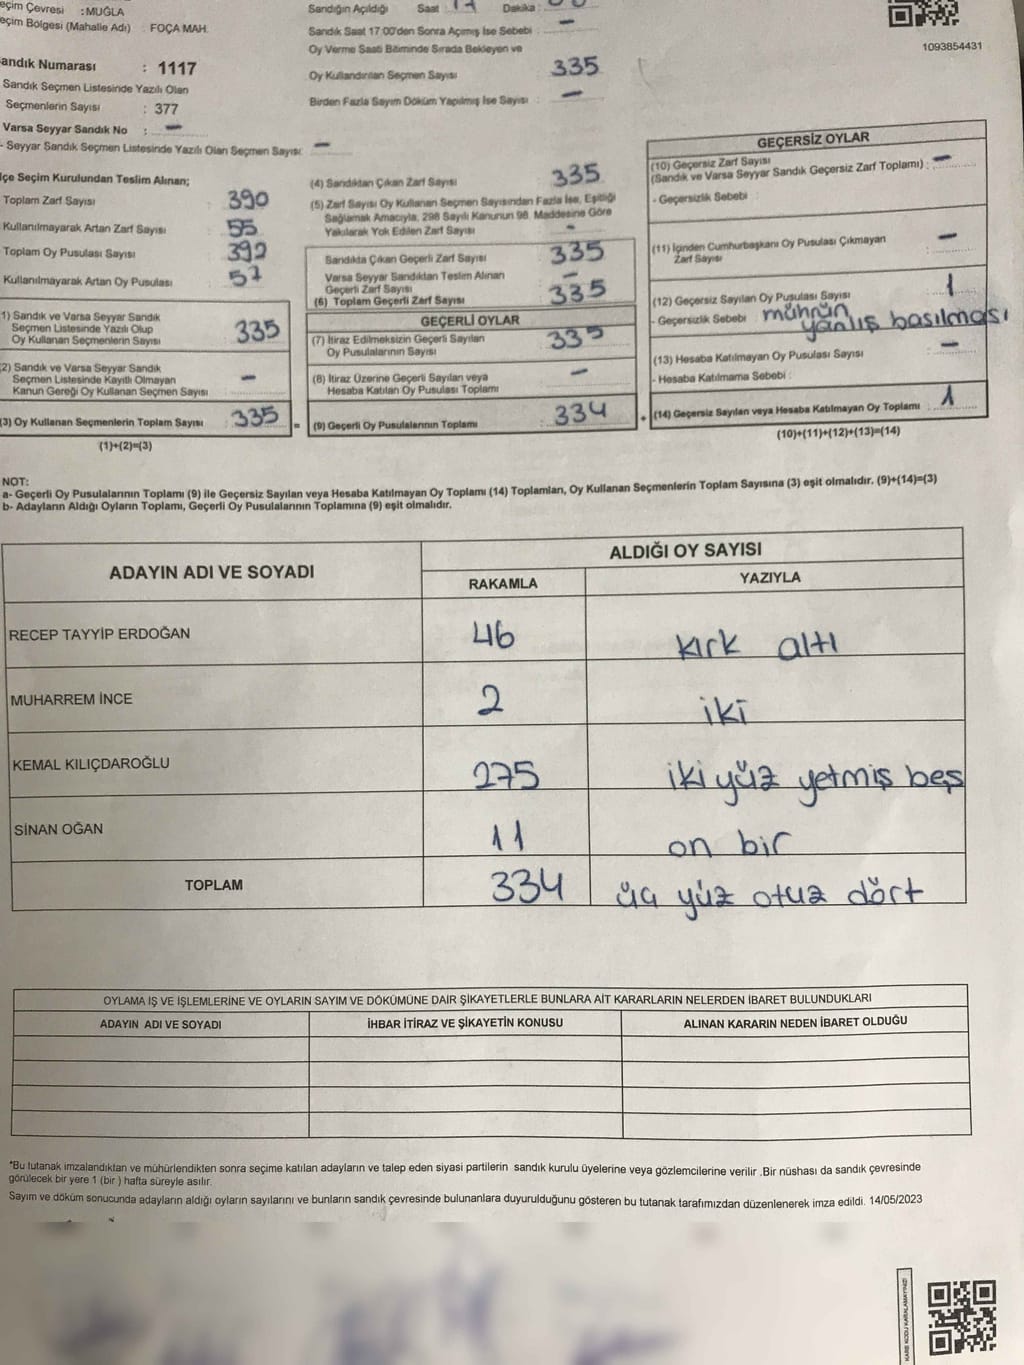 eçim Çevresi : MUĞLA
eçim Bölgesi (Mahalle Adı) : FOÇA MAH.
andık Numarası : 1117
Sandık Seçmen Listesinde Yazılı Olan
Seçmenlerin Sayısı : 377
Varsa Seyyar Sandık No : -
- Seyyar Sandık Seçmen Listesinde Yazılı Olan Seçmen Sayısı: -
Sandığın Açıldığı Saat : 17 Dakika :
Sandık Saat 17:00'den Sonra Açımış İse Sebebi : -
Oy Verme Saati Bitiminde Sırada Bekleyen ve
Oy Kullandırılan Seçmen Sayısı 335
Birden Fazla Sayım Döküm Yapılmış İse Sayısı : -
1093854431
lçe Seçim Kurulundan Teslim Alınan;
Toplam Zarf Sayısı : 390
Kullanılmayarak Artan Zarf Sayısı : 55
Toplam Oy Pusulası Sayısı : 392
Kullanılmayarak Artan Oy Pusulası : 57
1) Sandık ve Varsa Seyyar Sandık
Seçmen Listesinde Yazılı Olup
Oy Kullanan Seçmenlerin Sayısı 335
2) Sandık ve Varsa Seyyar Sandık
Seçmen Listesinde Kayıtlı Olmayan
Kanun Gereği Oy Kullanan Seçmen Sayısı -
(3) Oy Kullanan Seçmenlerin Toplam Sayısı : 335 =
(1)+(2)=(3)
(4) Sandıktan Çıkan Zarf Sayısı 335
(5) Zarf Sayısı Oy Kullanan Seçmen Sayısından Fazla İse, Eşitliği
Sağlamak Amacıyla, 298 Sayılı Kanunun 98. Maddesine Göre
Yakılarak Yok Edilen Zarf Sayısı -
Sandıkta Çıkan Geçerli Zarf Sayısı 335
Varsa Seyyar Sandıktan Teslim Alınan
Geçerli Zarf Sayısı -
(6) Toplam Geçerli Zarf Sayısı 335
GEÇERLİ OYLAR
(7) İtiraz Edilmeksizin Geçerli Sayılan
Oy Pusulalarının Sayısı 335
(8) İtiraz Üzerine Geçerli Sayılan veya
Hesaba Katılan Oy Pusulası Toplamı -
(9) Geçerli Oy Pusulalarının Toplamı : 334 +
GEÇERSİZ OYLAR
(10) Geçersiz Zarf Sayısı
(Sandık ve Varsa Seyyar Sandık Geçersiz Zarf Toplamı) : -
- Geçersizlik Sebebi :
(11) İçinden Cumhurbaşkanı Oy Pusulası Çıkmayan
Zarf Sayısı -
(12) Geçersiz Sayılan Oy Pusulası Sayısı 1
- Geçersizlik Sebebi : mührün
yanlış basılması
(13) Hesaba Katılmayan Oy Pusulası Sayısı -
- Hesaba Katılmama Sebebi :
(14) Geçersiz Sayılan veya Hesaba Katılmayan Oy Toplamı : 1
(10)+(11)+(12)+(13)=(14)
NOT:
a- Geçerli Oy Pusulalarının Toplamı (9) ile Geçersiz Sayılan veya Hesaba Katılmayan Oy Toplamı (14) Toplamları, Oy Kullanan Seçmenlerin Toplam Sayısına (3) eşit olmalıdır. (9)+(14)=(3)
b- Adayların Aldığı Oyların Toplamı, Geçerli Oy Pusulalarının Toplamına (9) eşit olmalıdır.
ADAYIN ADI VE SOYADI
ALDIĞI OY SAYISI
RAKAMLA YAZIYLA
RECEP TAYYİP ERDOĞAN 46 kırk altı
MUHARREM İNCE 2 iki
KEMAL KILIÇDAROĞLU 275 iki yüz yetmiş beş
SİNAN OĞAN 11 on bir
TOPLAM 334 üç yüz otuz dört
OYLAMA İŞ VE İŞLEMLERİNE VE OYLARIN SAYIM VE DÖKÜMÜNE DAİR ŞİKAYETLERLE BUNLARA AİT KARARLARIN NELERDEN İBARET BULUNDUKLARI
ADAYIN ADI VE SOYADI İHBAR İTİRAZ VE ŞİKAYETİN KONUSU ALINAN KARARIN NEDEN İBARET OLDUĞU
*Bu tutanak imzalandıktan ve mühürlendikten sonra seçime katılan adayların ve talep eden siyasi partilerin sandık kurulu üyelerine veya gözlemcilerine verilir .Bir nüshası da sandık çevresinde
görülecek bir yere 1 (bir ) hafta süreyle asılır.
Sayım ve döküm sonucunda adayların aldığı oyların sayılarını ve bunların sandık çevresinde bulunanlara duyurulduğunu gösteren bu tutanak tarafımızdan düzenlenerek imza edildi. 14/05/2023
KARE KODU KARALAMAYINIZ!